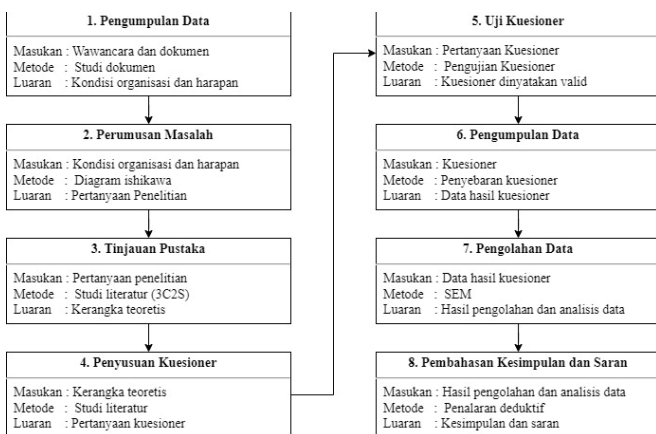 1. Pengumpulan Data
Masukan : Wawancara dan dokumen
Metode : Studi dokumen
Luaran : Kondisi organisasi dan harapan
2. Perumusan Masalah
Masukan : Kondisi organisasi dan harapan
Metode : Diagram ishikawa
Luaran : Pertanyaan Penelitian
3. Tinjauan Pustaka
Masukan : Pertanyaan penelitian
Metode : Studi literatur (3C2S)
Luaran : Kerangka teoretis
4. Penyusuan Kuesioner
Masukan : Kerangka teoretis
Metode : Studi literatur
Luaran : Pertanyaan kuesioner
5. Uji Kuesioner
Masukan : Pertanyaan Kuesioner
Metode : Pengujian Kuesioner
Luaran : Kuesioner dinyatakan valid
6. Pengumpulan Data
Masukan : Kuesioner
Metode : Penyebaran kuesioner
Luaran : Data hasil kuesioner
7. Pengolahan Data
Masukan : Data hasil kuesioner
Metode : SEM
Luaran : Hasil pengolahan dan analisis data
8. Pembahasan Kesimpulan dan Saran
Masukan : Hasil pengolahan dan analisis data
Metode : Penalaran deduktif
Luaran : Kesimpulan dan saran